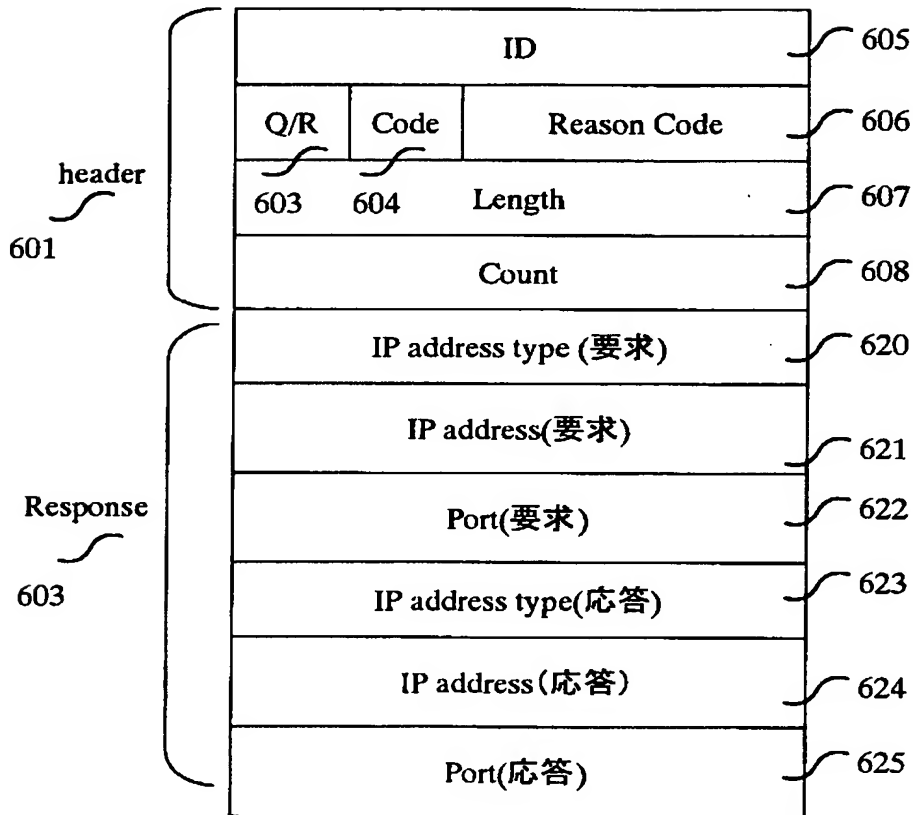 ID 605
Q/R Code Reason Code 606
header
603 604 Length 607
601
Count 608
IP address type (要求) 620
IP address(要求) 621
Response
Port(要求) 622
603
IP address type(応答) 623
IP address(応答) 624
Port(応答) 625